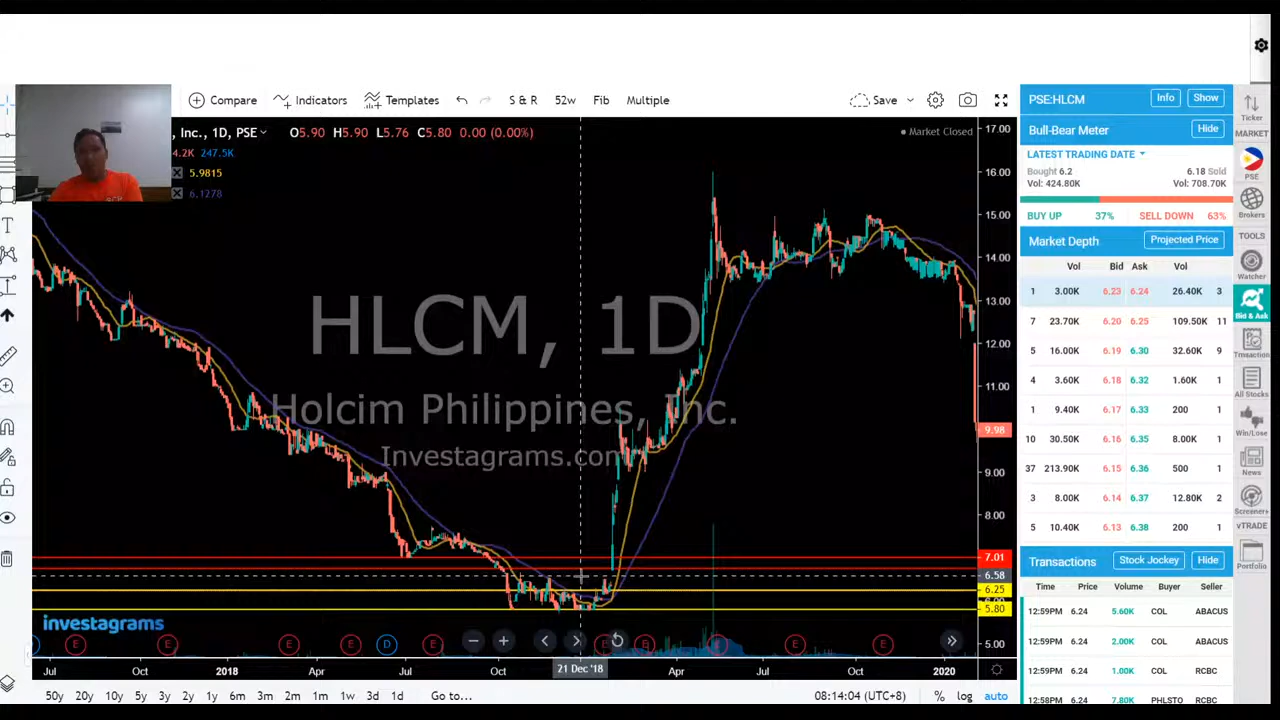 Compare Indicators Templates S & R 52w Fib Multiple Save
, Inc., 1D, PSE O5.90 H5.90 L5.76 C5.80 0.00 (0.00%)
4.2K 247.5K
5.9815
6.1278
Market Closed
HLCM, 1D
Holcim Philippines, Inc.
Investagrams.com
investagrams
17.00
16.00
15.00
14.00
13.00
12.00
11.00
9.98
9.00
8.00
7.01
6.58
6.25
5.80
5.00
E E E E D E E E E E E
Jul Oct 2018 Apr Jul Oct 21 Dec '18 Apr Jul Oct 2020
50y 20y 10y 5y 3y 2y 1y 6m 3m 2m 1m 1w 3d 1d Go to... 08:14:04 (UTC+8) % log auto
PSE:HLCM Info Show
Bull-Bear Meter Hide
LATEST TRADING DATE
Bought 6.2 6.18 Sold
Vol: 424.80K Vol: 708.70K
BUY UP 37% SELL DOWN 63%
Market Depth Projected Price
Vol Bid Ask Vol
1 3.00K 6.23 6.24 26.40K 3
7 23.70K 6.20 6.25 109.50K 11
5 16.00K 6.19 6.30 32.60K 9
4 3.60K 6.18 6.32 1.60K 1
1 9.40K 6.17 6.33 200 1
10 30.50K 6.16 6.35 8.00K 1
37 213.90K 6.15 6.36 500 1
3 8.00K 6.14 6.37 12.80K 2
5 10.40K 6.13 6.38 200 1
Transactions Stock Jockey Hide
Time Price Volume Buyer Seller
12:59PM 6.24 5.60K COL ABACUS
12:59PM 6.24 2.00K COL ABACUS
12:59PM 6.24 1.00K COL RCBC
12:58PM 6.24 7.80K PHLSTO RCBC
Ticker
MARKET
PSE
Brokers
TOOLS
Watcher
Bid & Ask
Transaction
All Stocks
Win/Lose
News
Screeners
vTRADE
Portfolio